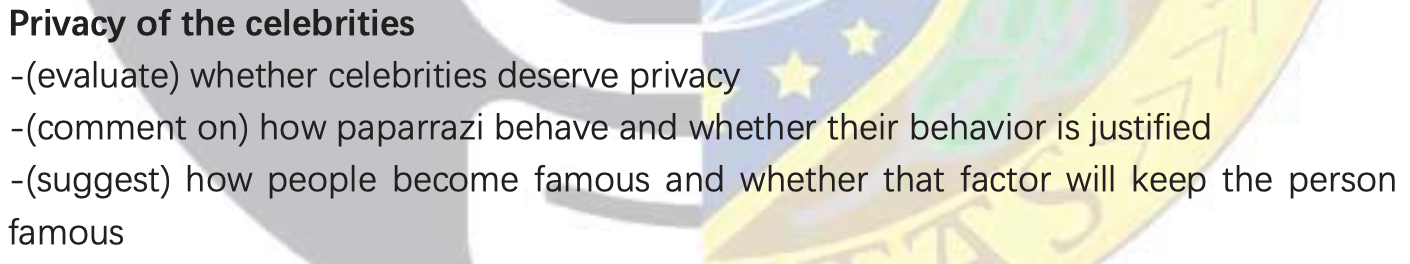 Privacy of the celebrities
-(evaluate) whether celebrities deserve privacy
-(comment on) how paparrazi behave and whether their behavior is justified
-(suggest) how people become famous and whether that factor will keep the person
famous